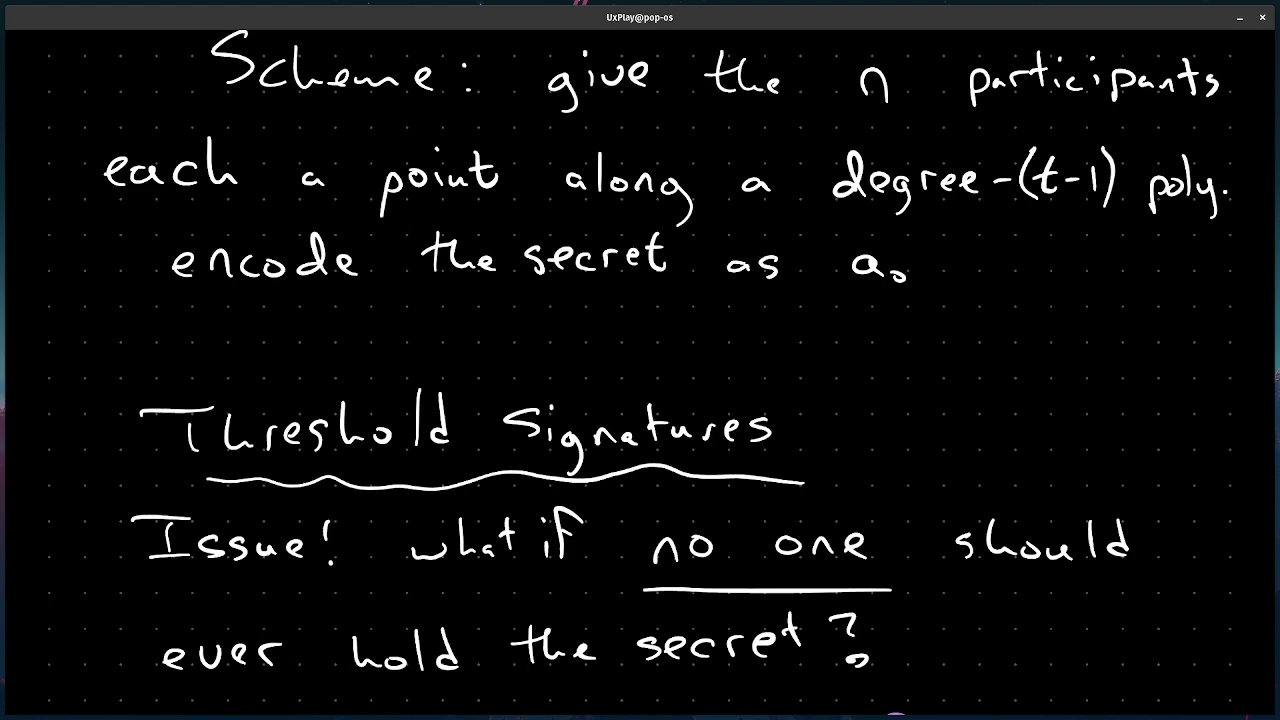 UxPlay@pop-os
Scheme: give the n participants
each a point along a degree-(t-1) poly.
encode the secret as a₀
Threshold Signatures
Issue! what if no one should
ever hold the secret?